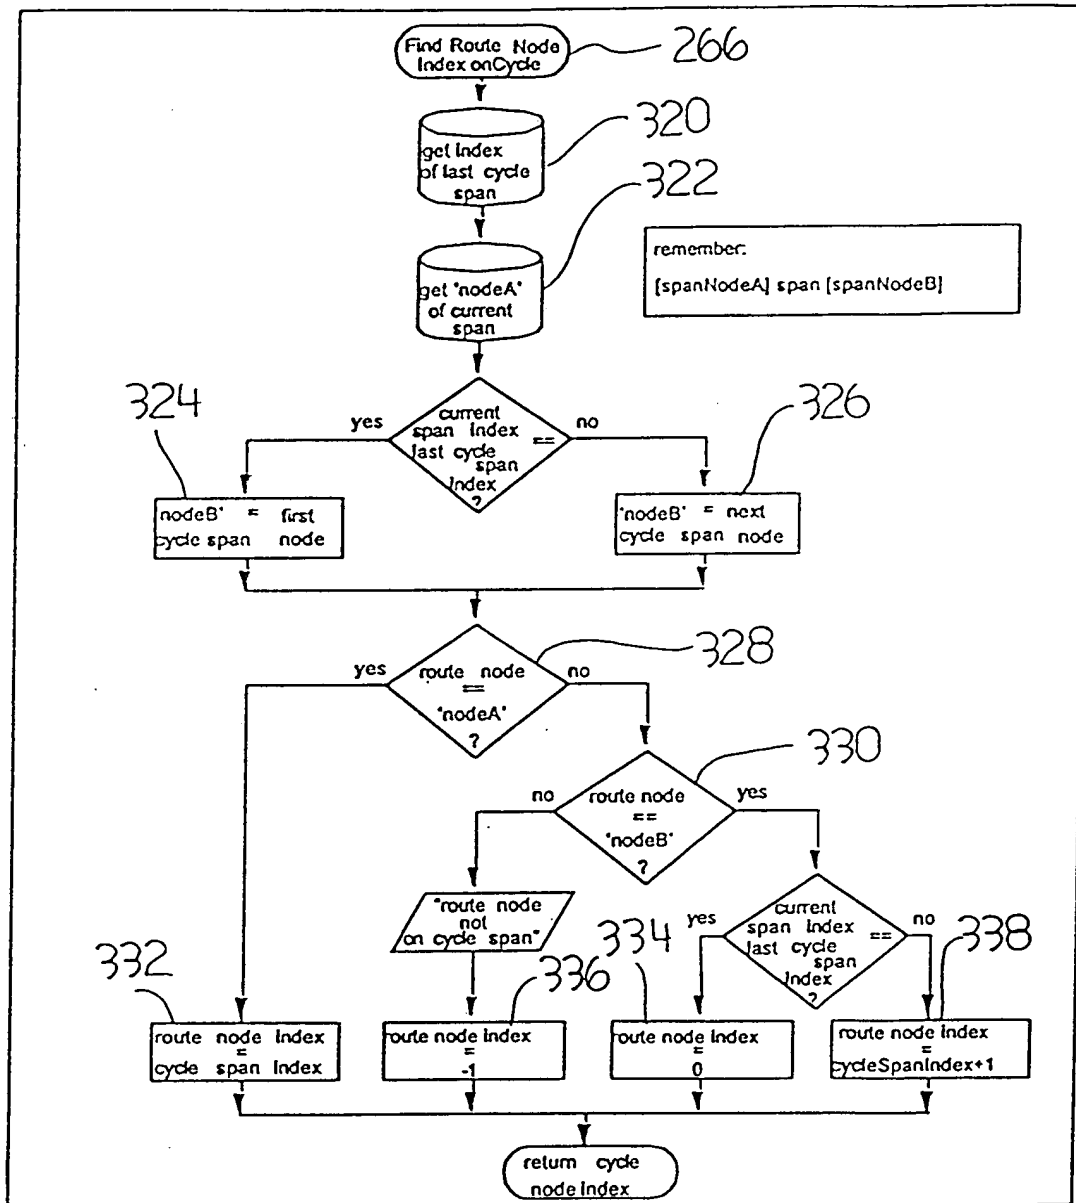 Find Route Node
Index onCycle
266
get index
of last cycle
span
320
322
remember:
[spanNodeA] span [spanNodeB]
get 'nodeA'
of current
span
324
yes
current
span index ==
last cycle
span
index
?
no
326
'nodeB' = first
cycle span node
'nodeB' = next
cycle span node
328
yes
route node
==
'nodeA'
?
no
330
no
route node
==
'nodeB'
?
yes
"route node
not
on cycle span"
yes
current
span index ==
last cycle
span
index
?
no
332
336
334
338
route node index
=
cycle span index
route node index
=
-1
route node index
=
0
route node index
=
cycleSpanIndex+1
return cycle
node index